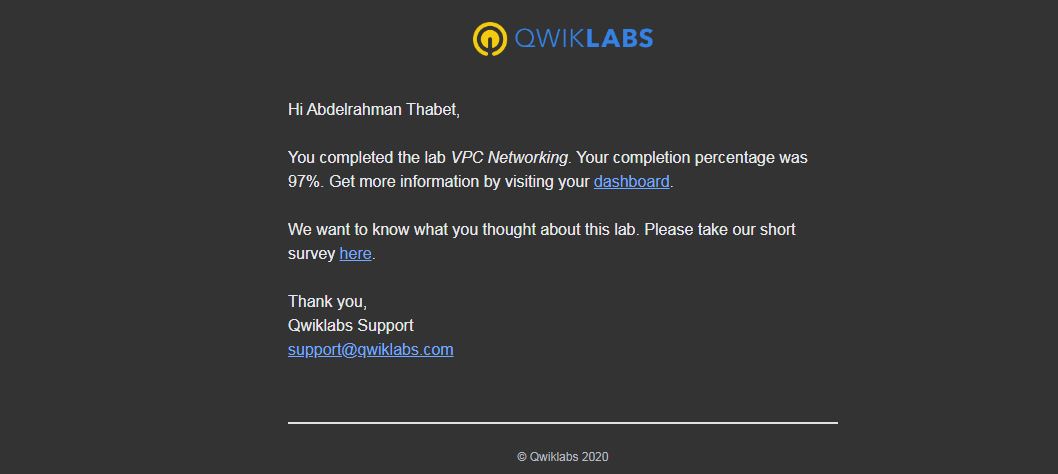 QWIKLABS
Hi Abdelrahman Thabet,
You completed the lab VPC Networking. Your completion percentage was
97%. Get more information by visiting your dashboard.
We want to know what you thought about this lab. Please take our short
survey here.
Thank you,
Qwiklabs Support
support@qwiklabs.com
© Qwiklabs 2020